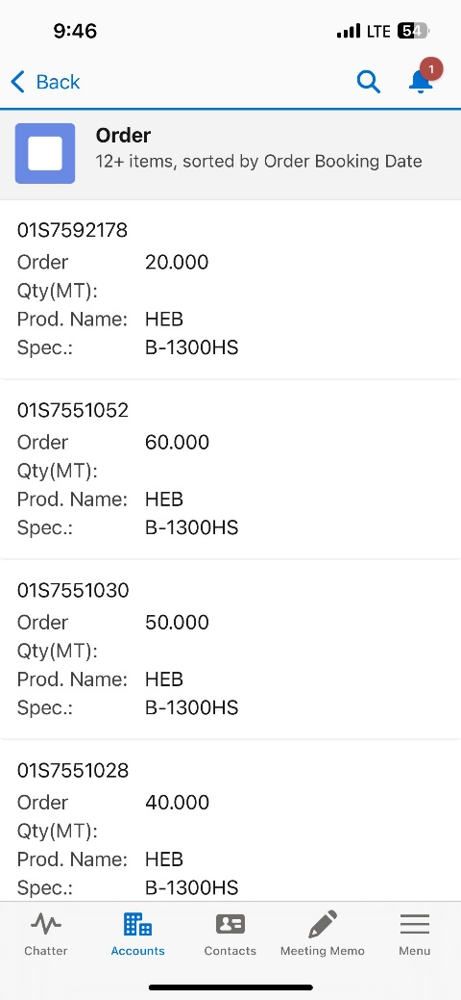 9:46 LTE 54
Back 1
Order
12+ items, sorted by Order Booking Date
01S7592178
Order 20.000
Qty(MT):
Prod. Name: HEB
Spec.: B-1300HS
01S7551052
Order 60.000
Qty(MT):
Prod. Name: HEB
Spec.: B-1300HS
01S7551030
Order 50.000
Qty(MT):
Prod. Name: HEB
Spec.: B-1300HS
01S7551028
Order 40.000
Qty(MT):
Prod. Name: HEB
Spec.: B-1300HS
Chatter Accounts Contacts Meeting Memo Menu